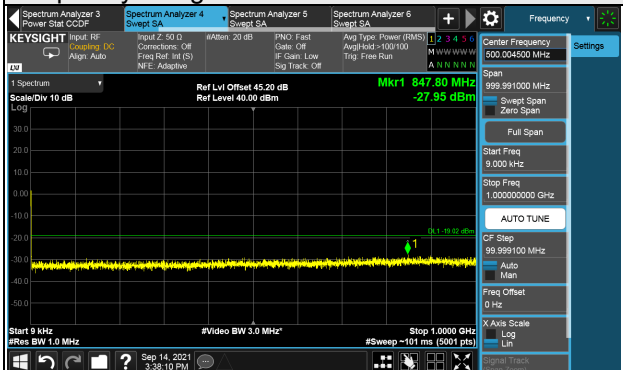 Spectrum Analyzer 3
Power Stat CCDF
Spectrum Analyzer 4
Swept SA
Spectrum Analyzer 5
Swept SA
Spectrum Analyzer 6
Swept SA
+
Frequency
KEYSIGHT
LXI
Input: RF
Coupling: DC
Align: Auto
Input Z: 50 Ω
Corrections: Off
Freq Ref: Int (S)
NFE: Adaptive
#Atten: 20 dB
PNO: Fast
Gate: Off
IF Gain: Low
Sig Track: Off
Avg Type: Power (RMS)
Avg|Hold:>100/100
Trig: Free Run
1 2 3 4 5 6
M W W W W W
A N N N N N
1 Spectrum
Scale/Div 10 dB
Ref Lvl Offset 45.20 dB
Ref Level 40.00 dBm
Mkr1 847.80 MHz
-27.95 dBm
Log
30.0
20.0
10.0
0.00
-10.0
-20.0
-30.0
-40.0
-50.0
DL1 -19.02 dBm
1
Start 9 kHz
#Res BW 1.0 MHz
#Video BW 3.0 MHz*
Stop 1.0000 GHz
#Sweep ~101 ms (5001 pts)
Sep 14, 2021
3:38:10 PM
Settings
Center Frequency
500.004500 MHz
Span
999.991000 MHz
Swept Span
Zero Span
Full Span
Start Freq
9.000 kHz
Stop Freq
1.000000000 GHz
AUTO TUNE
CF Step
99.999100 MHz
Auto
Man
Freq Offset
0 Hz
X Axis Scale
Log
Lin
Signal Track